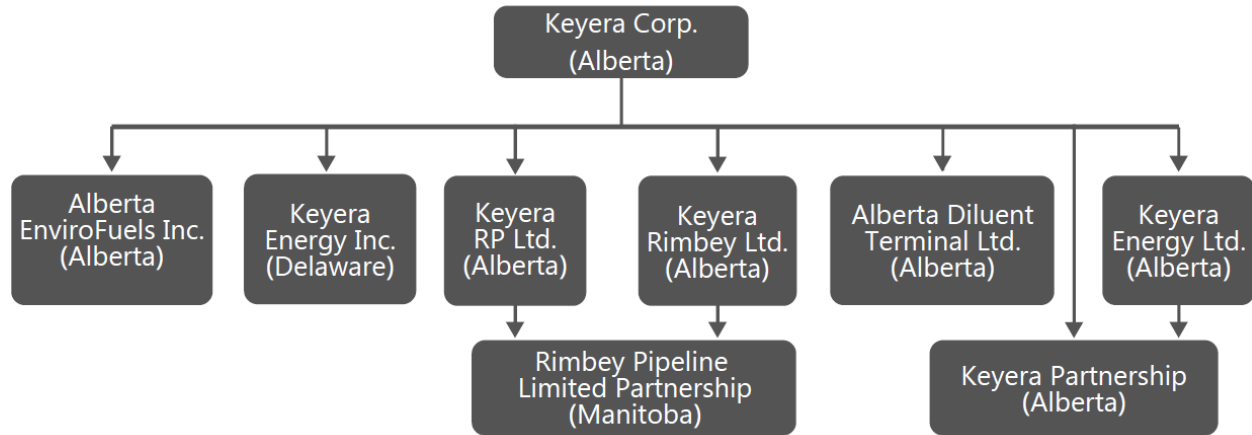 Keyera Corp.
(Alberta)
Alberta
EnviroFuels Inc.
(Alberta)
Keyera
Energy Inc.
(Delaware)
Keyera
RP Ltd.
(Alberta)
Keyera
Rimbey Ltd.
(Alberta)
Alberta Diluent
Terminal Ltd.
(Alberta)
Keyera
Energy Ltd.
(Alberta)
Rimbey Pipeline
Limited Partnership
(Manitoba)
Keyera Partnership
(Alberta)